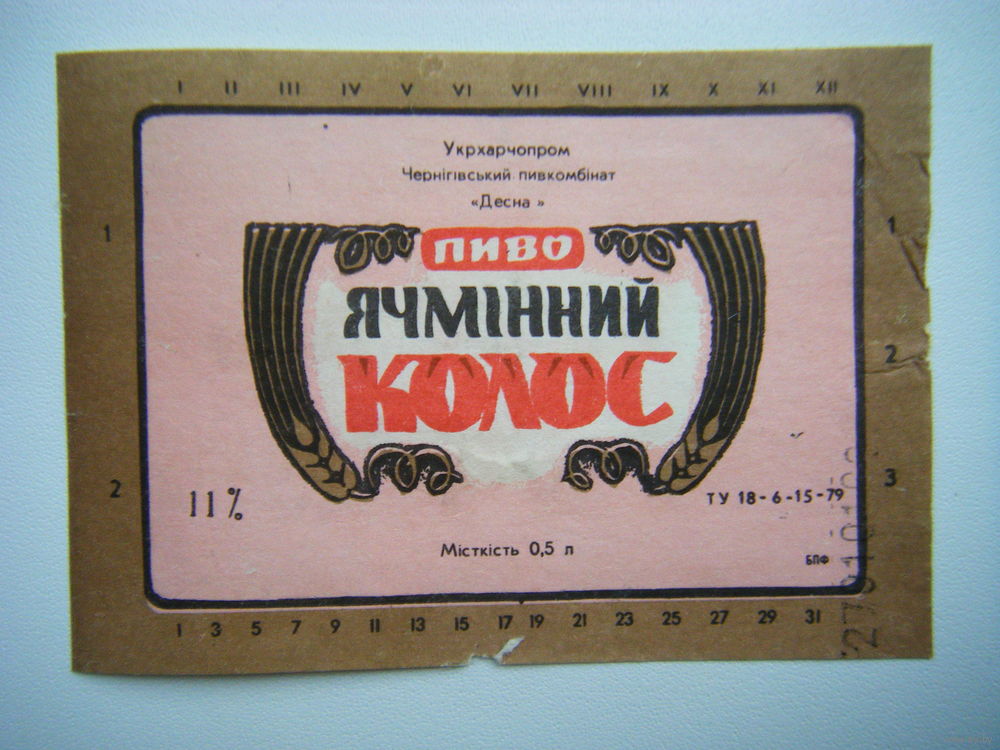 I II III IV V VI VII VIII IX X XI XII
Укрхарчопром
Чернігівський пивкомбінат
«Десна»
1
1
ПИВО
ЯЧМІННИЙ
КОЛОС
2
2
3
11%
ТУ 18-6-15-79
Місткість 0,5 л
БПФ
1 3 5 7 9 11 13 15 17 19 21 23 25 27 29 31